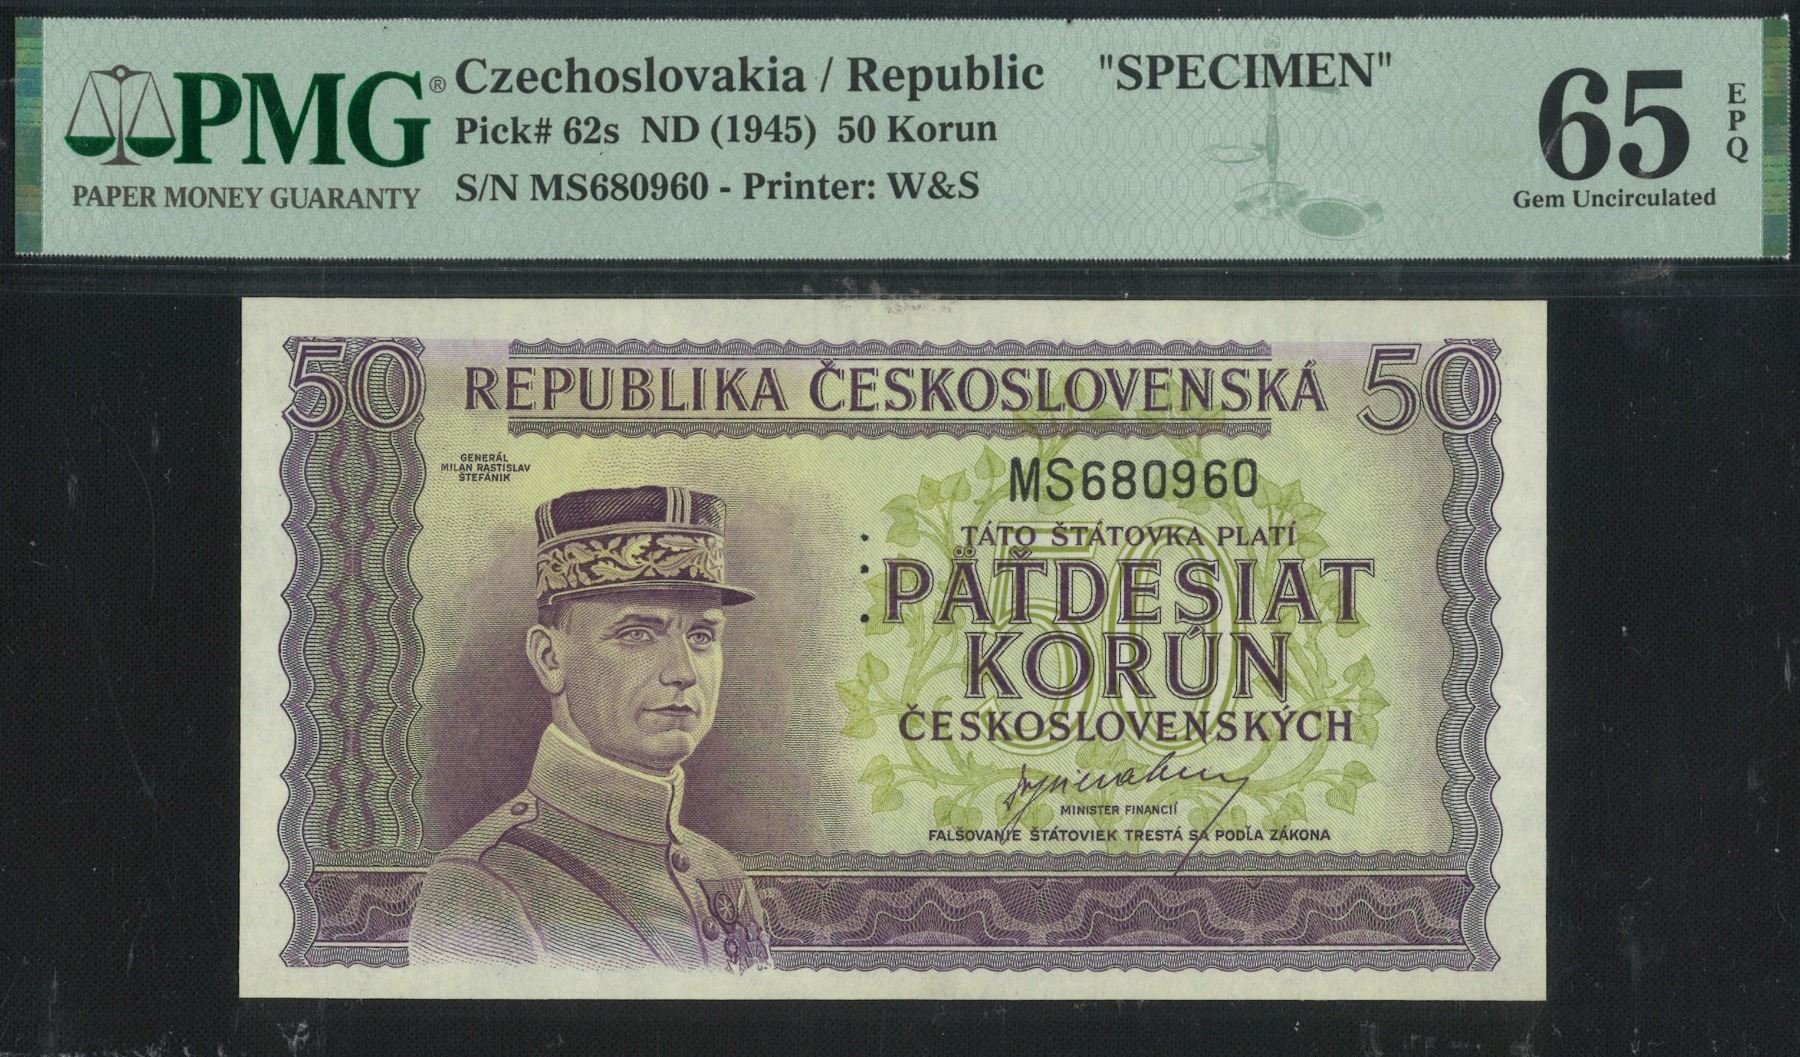 PMG®
PAPER MONEY GUARANTY
Czechoslovakia / Republic "SPECIMEN"
Pick# 62s ND (1945) 50 Korun
S/N MS680960 - Printer: W&S
65
EPQ
Gem Uncirculated
50 REPUBLIKA ČESKOSLOVENSKÁ 50
GENERÁL
MILAN RASTISLAV
ŠTEFÁNIK
MS680960
TÁTO ŠTÁTOVKA PLATÍ
50
PÄŤDESIAT
KORÚN
ČESKOSLOVENSKÝCH
MINISTER FINANCIÍ
FALŠOVANIE ŠTÁTOVIEK TRESTÁ SA PODĽA ZÁKONA